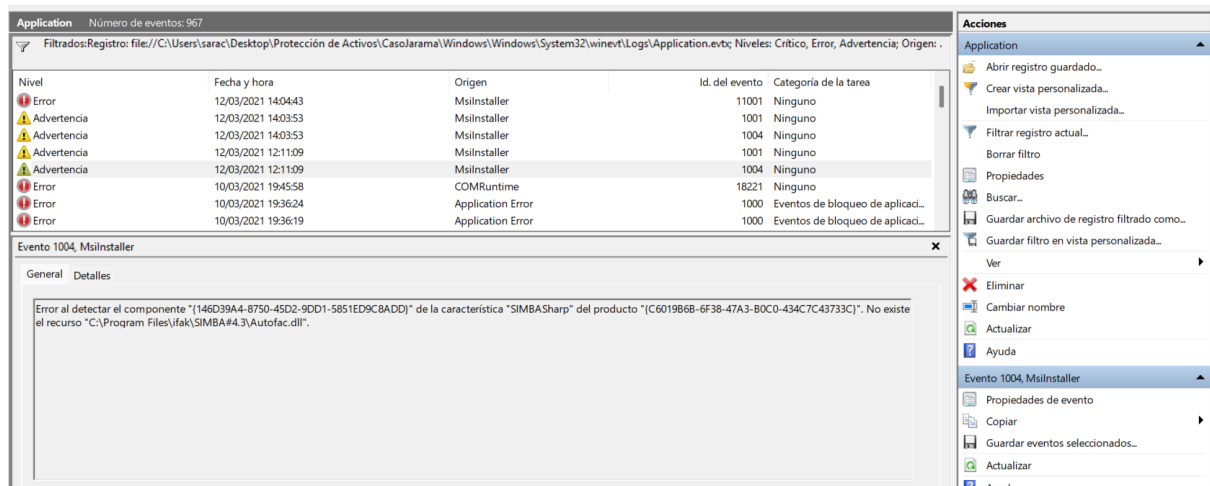 Application Número de eventos: 967
Filtrados:Registro: file://C:\Users\sarac\Desktop\Protección de Activos\CasoJarama\Windows\Windows\System32\winevt\Logs\Application.evtx; Niveles: Crítico, Error, Advertencia; Origen: .
Nivel Fecha y hora Origen Id. del evento Categoría de la tarea
Error 12/03/2021 14:04:43 MsiInstaller 11001 Ninguno
Advertencia 12/03/2021 14:03:53 MsiInstaller 1001 Ninguno
Advertencia 12/03/2021 14:03:53 MsiInstaller 1004 Ninguno
Advertencia 12/03/2021 12:11:09 MsiInstaller 1001 Ninguno
Advertencia 12/03/2021 12:11:09 MsiInstaller 1004 Ninguno
Error 10/03/2021 19:45:58 COMRuntime 18221 Ninguno
Error 10/03/2021 19:36:24 Application Error 1000 Eventos de bloqueo de aplicaci...
Error 10/03/2021 19:36:19 Application Error 1000 Eventos de bloqueo de aplicaci...
Evento 1004, MsiInstaller
General Detalles
Error al detectar el componente "{146D39A4-8750-45D2-9DD1-5851ED9C8ADD}" de la característica "SIMBASharp" del producto "{C6019B6B-6F38-47A3-B0C0-434C7C43733C}". No existe
el recurso "C:\Program Files\ifak\SIMBA#4.3\Autofac.dll".
Acciones
Application
Abrir registro guardado...
Crear vista personalizada...
Importar vista personalizada...
Filtrar registro actual...
Borrar filtro
Propiedades
Buscar...
Guardar archivo de registro filtrado como...
Guardar filtro en vista personalizada...
Ver
Eliminar
Cambiar nombre
Actualizar
Ayuda
Evento 1004, MsiInstaller
Propiedades de evento
Copiar
Guardar eventos seleccionados...
Actualizar